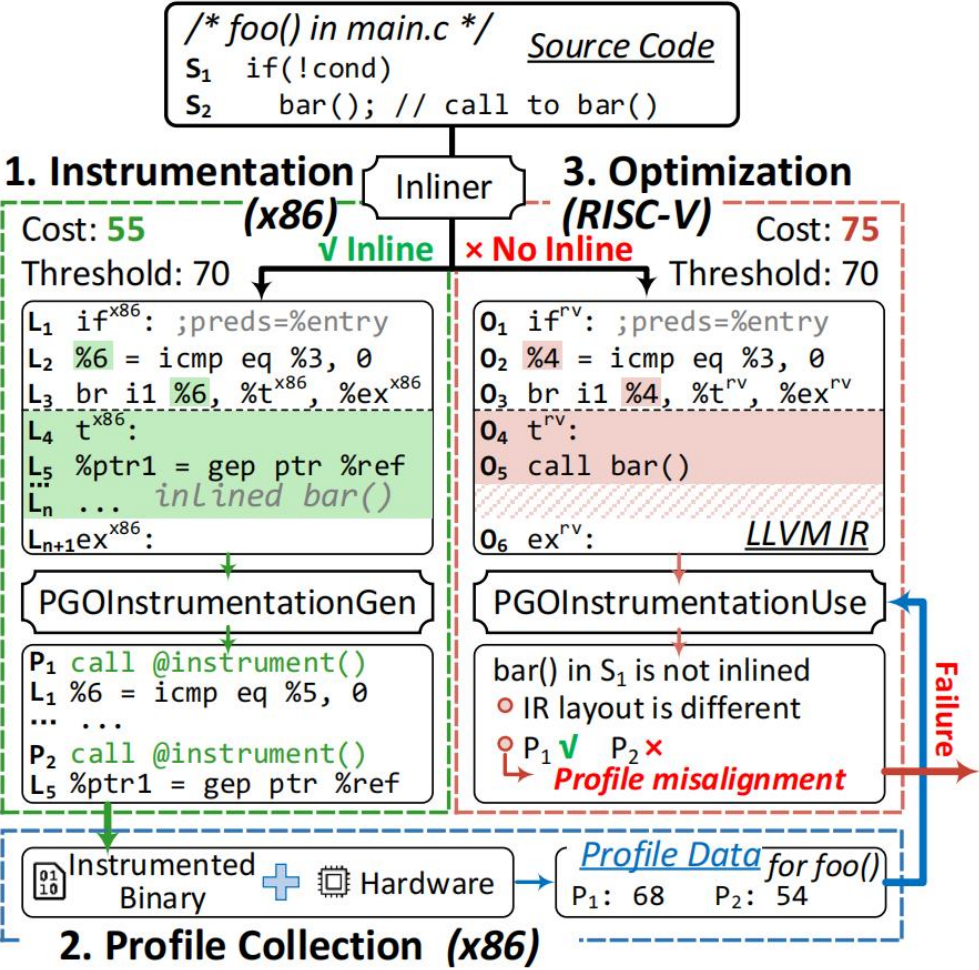 /* foo() in main.c */
Source Code
S1 if(!cond)
S2 bar(); // call to bar()
Inliner
1. Instrumentation
(x86)
Cost: 55
Threshold: 70
√ Inline
× No Inline
3. Optimization
(RISC-V)
Cost: 75
Threshold: 70
L1 if^x86: ;preds=%entry
L2 %6 = icmp eq %3, 0
L3 br i1 %6, %t^x86, %ex^x86
L4 t^x86:
L5 %ptr1 = gep ptr %ref
...
Ln ... inlined bar()
Ln+1 ex^x86:
O1 if^rv: ;preds=%entry
O2 %4 = icmp eq %3, 0
O3 br i1 %4, %t^rv, %ex^rv
O4 t^rv:
O5 call bar()
O6 ex^rv:
LLVM IR
PGOInstrumentationGen
P1 call @instrument()
L1 %6 = icmp eq %5, 0
... ...
P2 call @instrument()
L5 %ptr1 = gep ptr %ref
PGOInstrumentationUse
bar() in S1 is not inlined
IR layout is different
P1 √ P2 ×
Profile misalignment
Failure
0110
Instrumented
Binary
Hardware
Profile Data for foo()
P1: 68 P2: 54
2. Profile Collection (x86)